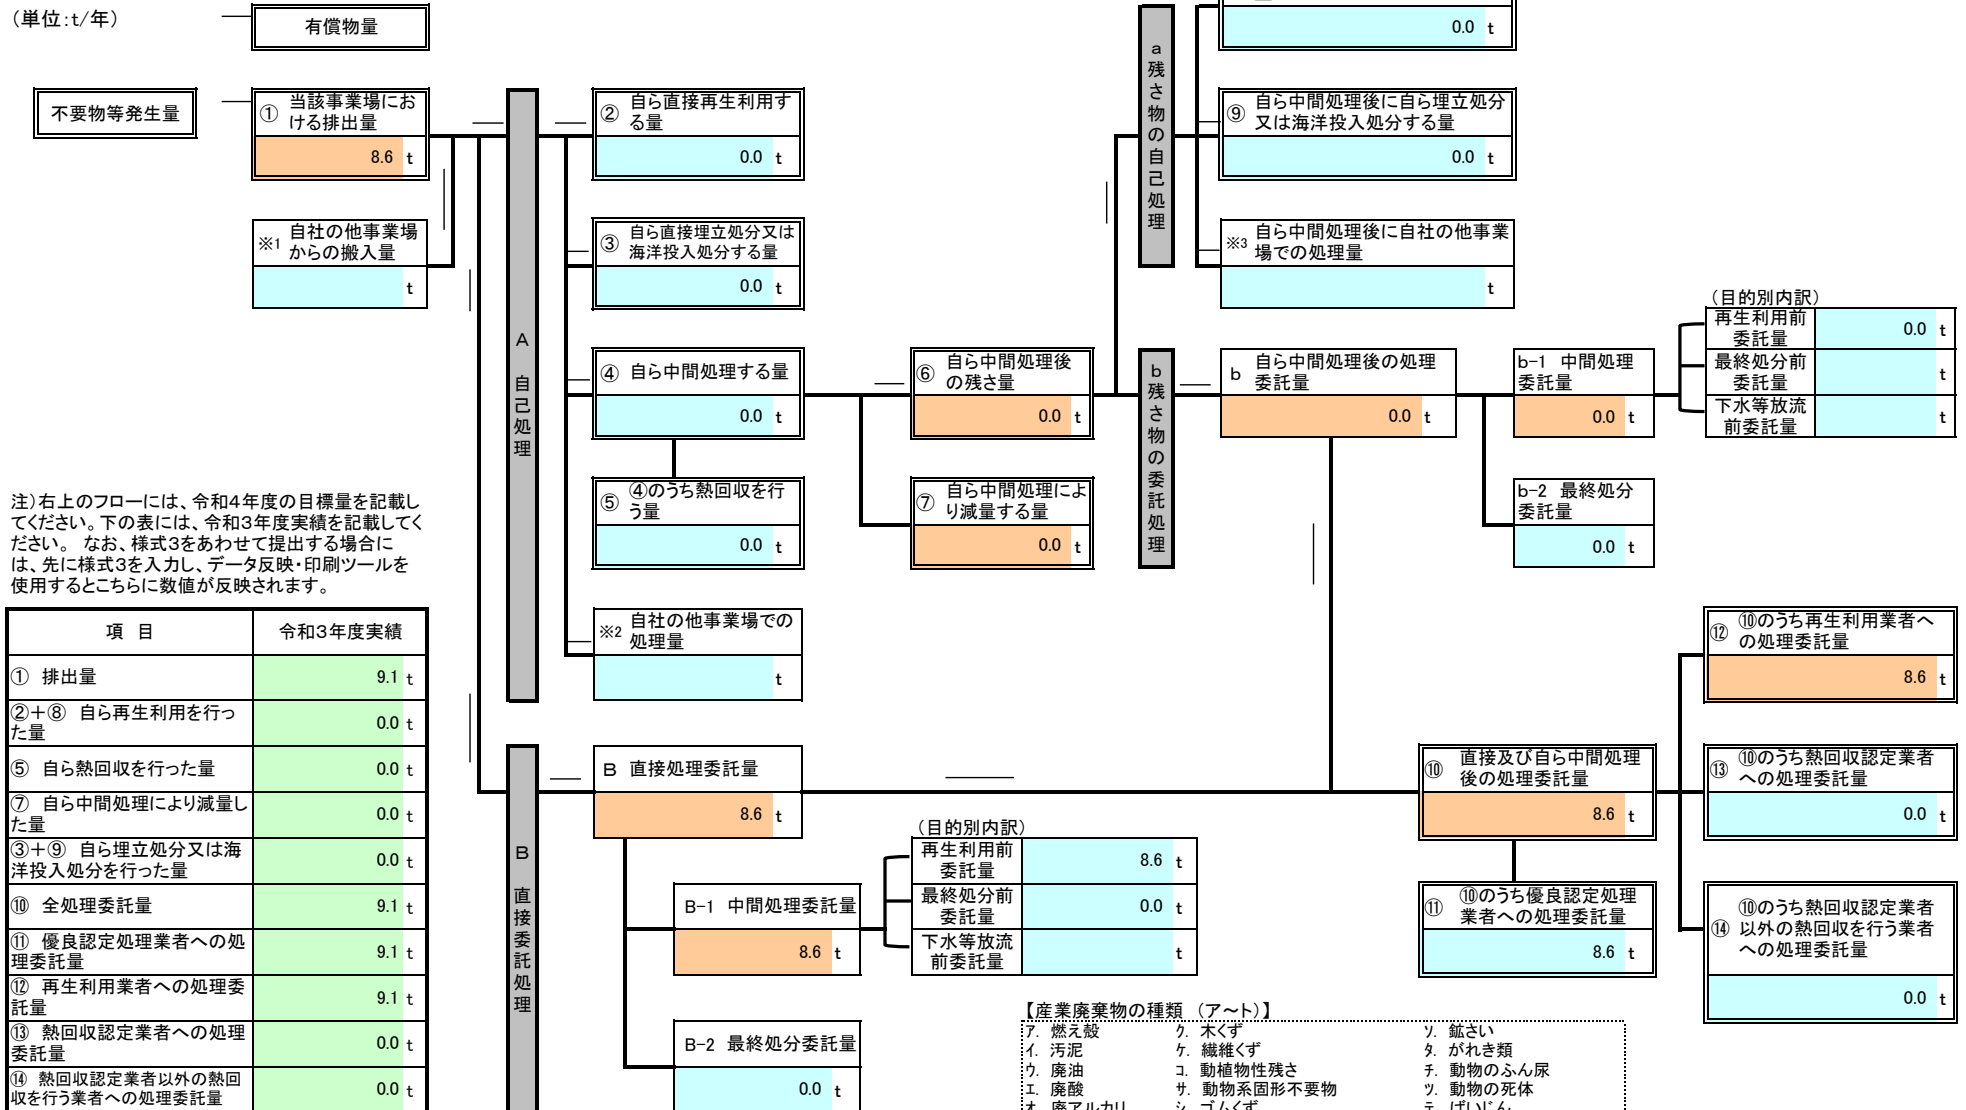 (単位:t/年)
有償物量
不要物等発生量
① 当該事業場にお
ける排出量
8.6 t
※1 自社の他事業場
からの搬入量
t
A 自己処理
② 自ら直接再生利用す
る量
0.0 t
③ 自ら直接埋立処分又は
海洋投入処分する量
0.0 t
④ 自ら中間処理する量
0.0 t
⑤ ④のうち熱回収を行
う量
0.0 t
※2 自社の他事業場での
処理量
t
⑥ 自ら中間処理後
の残さ量
0.0 t
⑦ 自ら中間処理によ
り減量する量
0.0 t
a 残さ物の自己処理
0.0 t
⑨ 自ら中間処理後に自ら埋立処分
又は海洋投入処分する量
0.0 t
※3 自ら中間処理後に自社の他事業
場での処理量
t
b 残さ物の委託処理
b 自ら中間処理後の処理
委託量
0.0 t
b-1 中間処理
委託量
0.0 t
(目的別内訳)
再生利用前
委託量
0.0 t
最終処分前
委託量
t
下水等放流
前委託量
t
b-2 最終処分
委託量
0.0 t
注)右上のフローには、令和4年度の目標量を記載し
てください。下の表には、令和3年度実績を記載してく
ださい。 なお、様式3をあわせて提出する場合に
は、先に様式3を入力し、データ反映・印刷ツールを
使用するとこちらに数値が反映されます。
項 目 令和3年度実績
① 排出量 9.1 t
②+⑧ 自ら再生利用を行っ
た量 0.0 t
⑤ 自ら熱回収を行った量 0.0 t
⑦ 自ら中間処理により減量し
た量 0.0 t
③+⑨ 自ら埋立処分又は海
洋投入処分を行った量 0.0 t
⑩ 全処理委託量 9.1 t
⑪ 優良認定処理業者への処
理委託量 9.1 t
⑫ 再生利用業者への処理委
託量 9.1 t
⑬ 熱回収認定業者への処理
委託量 0.0 t
⑭ 熱回収認定業者以外の熱回
収を行う業者への処理委託量 0.0 t
B 直接委託処理
B 直接処理委託量
8.6 t
B-1 中間処理委託量
8.6 t
(目的別内訳)
再生利用前
委託量
8.6 t
最終処分前
委託量
0.0 t
下水等放流
前委託量
t
B-2 最終処分委託量
0.0 t
⑩ 直接及び自ら中間処理
後の処理委託量
8.6 t
⑪ ⑩のうち優良認定処理
業者への処理委託量
8.6 t
⑫ ⑩のうち再生利用業者へ
の処理委託量
8.6 t
⑬ ⑩のうち熱回収認定業者
への処理委託量
0.0 t
⑭ ⑩のうち熱回収認定業者
以外の熱回収を行う業者
への処理委託量
0.0 t
【産業廃棄物の種類 (ア~ト)】
ア. 燃え殻 ク. 木くず ソ. 鉱さい
イ. 汚泥 ケ. 繊維くず タ. がれき類
ウ. 廃油 コ. 動植物性残さ チ. 動物のふん尿
エ. 廃酸 サ. 動物系固形不要物 ツ. 動物の死体
オ. 廃アルカリ シ. ゴムくず テ. ばいじん